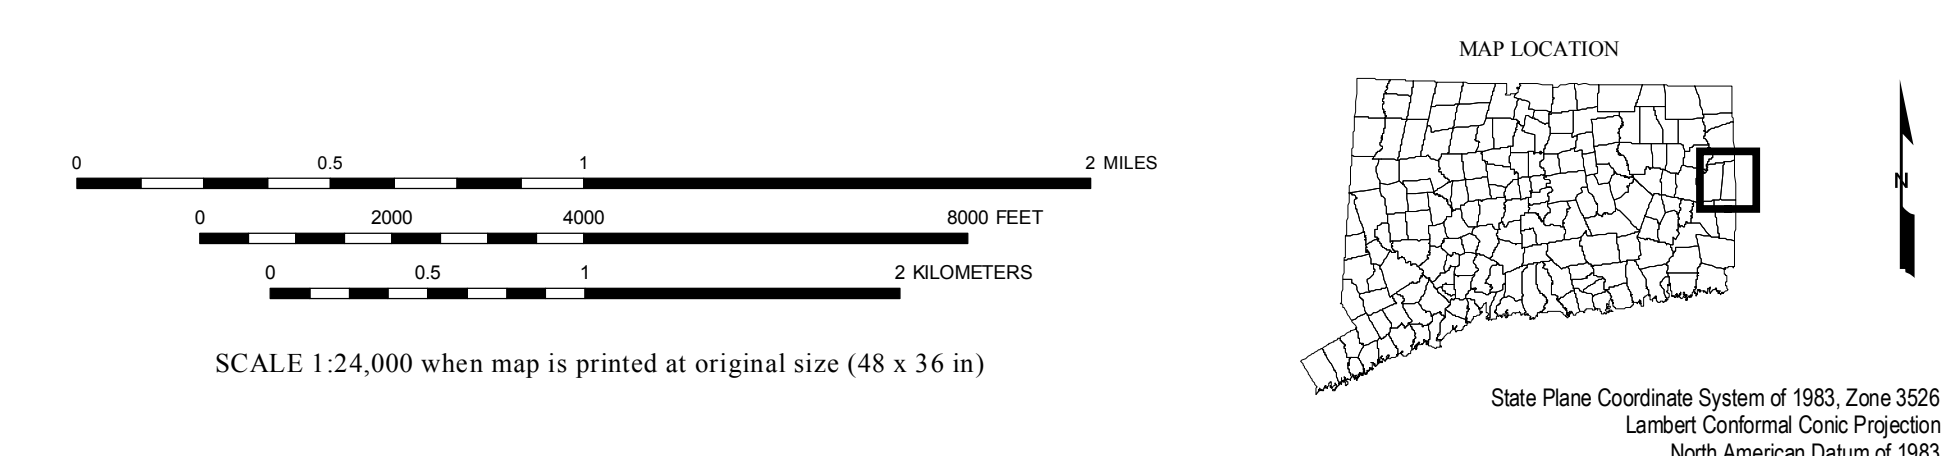 0 0.5 1 2 MILES
0 2000 4000 8000 FEET
0 0.5 1 2 KILOMETERS
SCALE 1:24,000 when map is printed at original size (48 x 36 in)
MAP LOCATION
N
State Plane Coordinate System of 1983, Zone 3526
Lambert Conformal Conic Projection
North American Datum of 1983